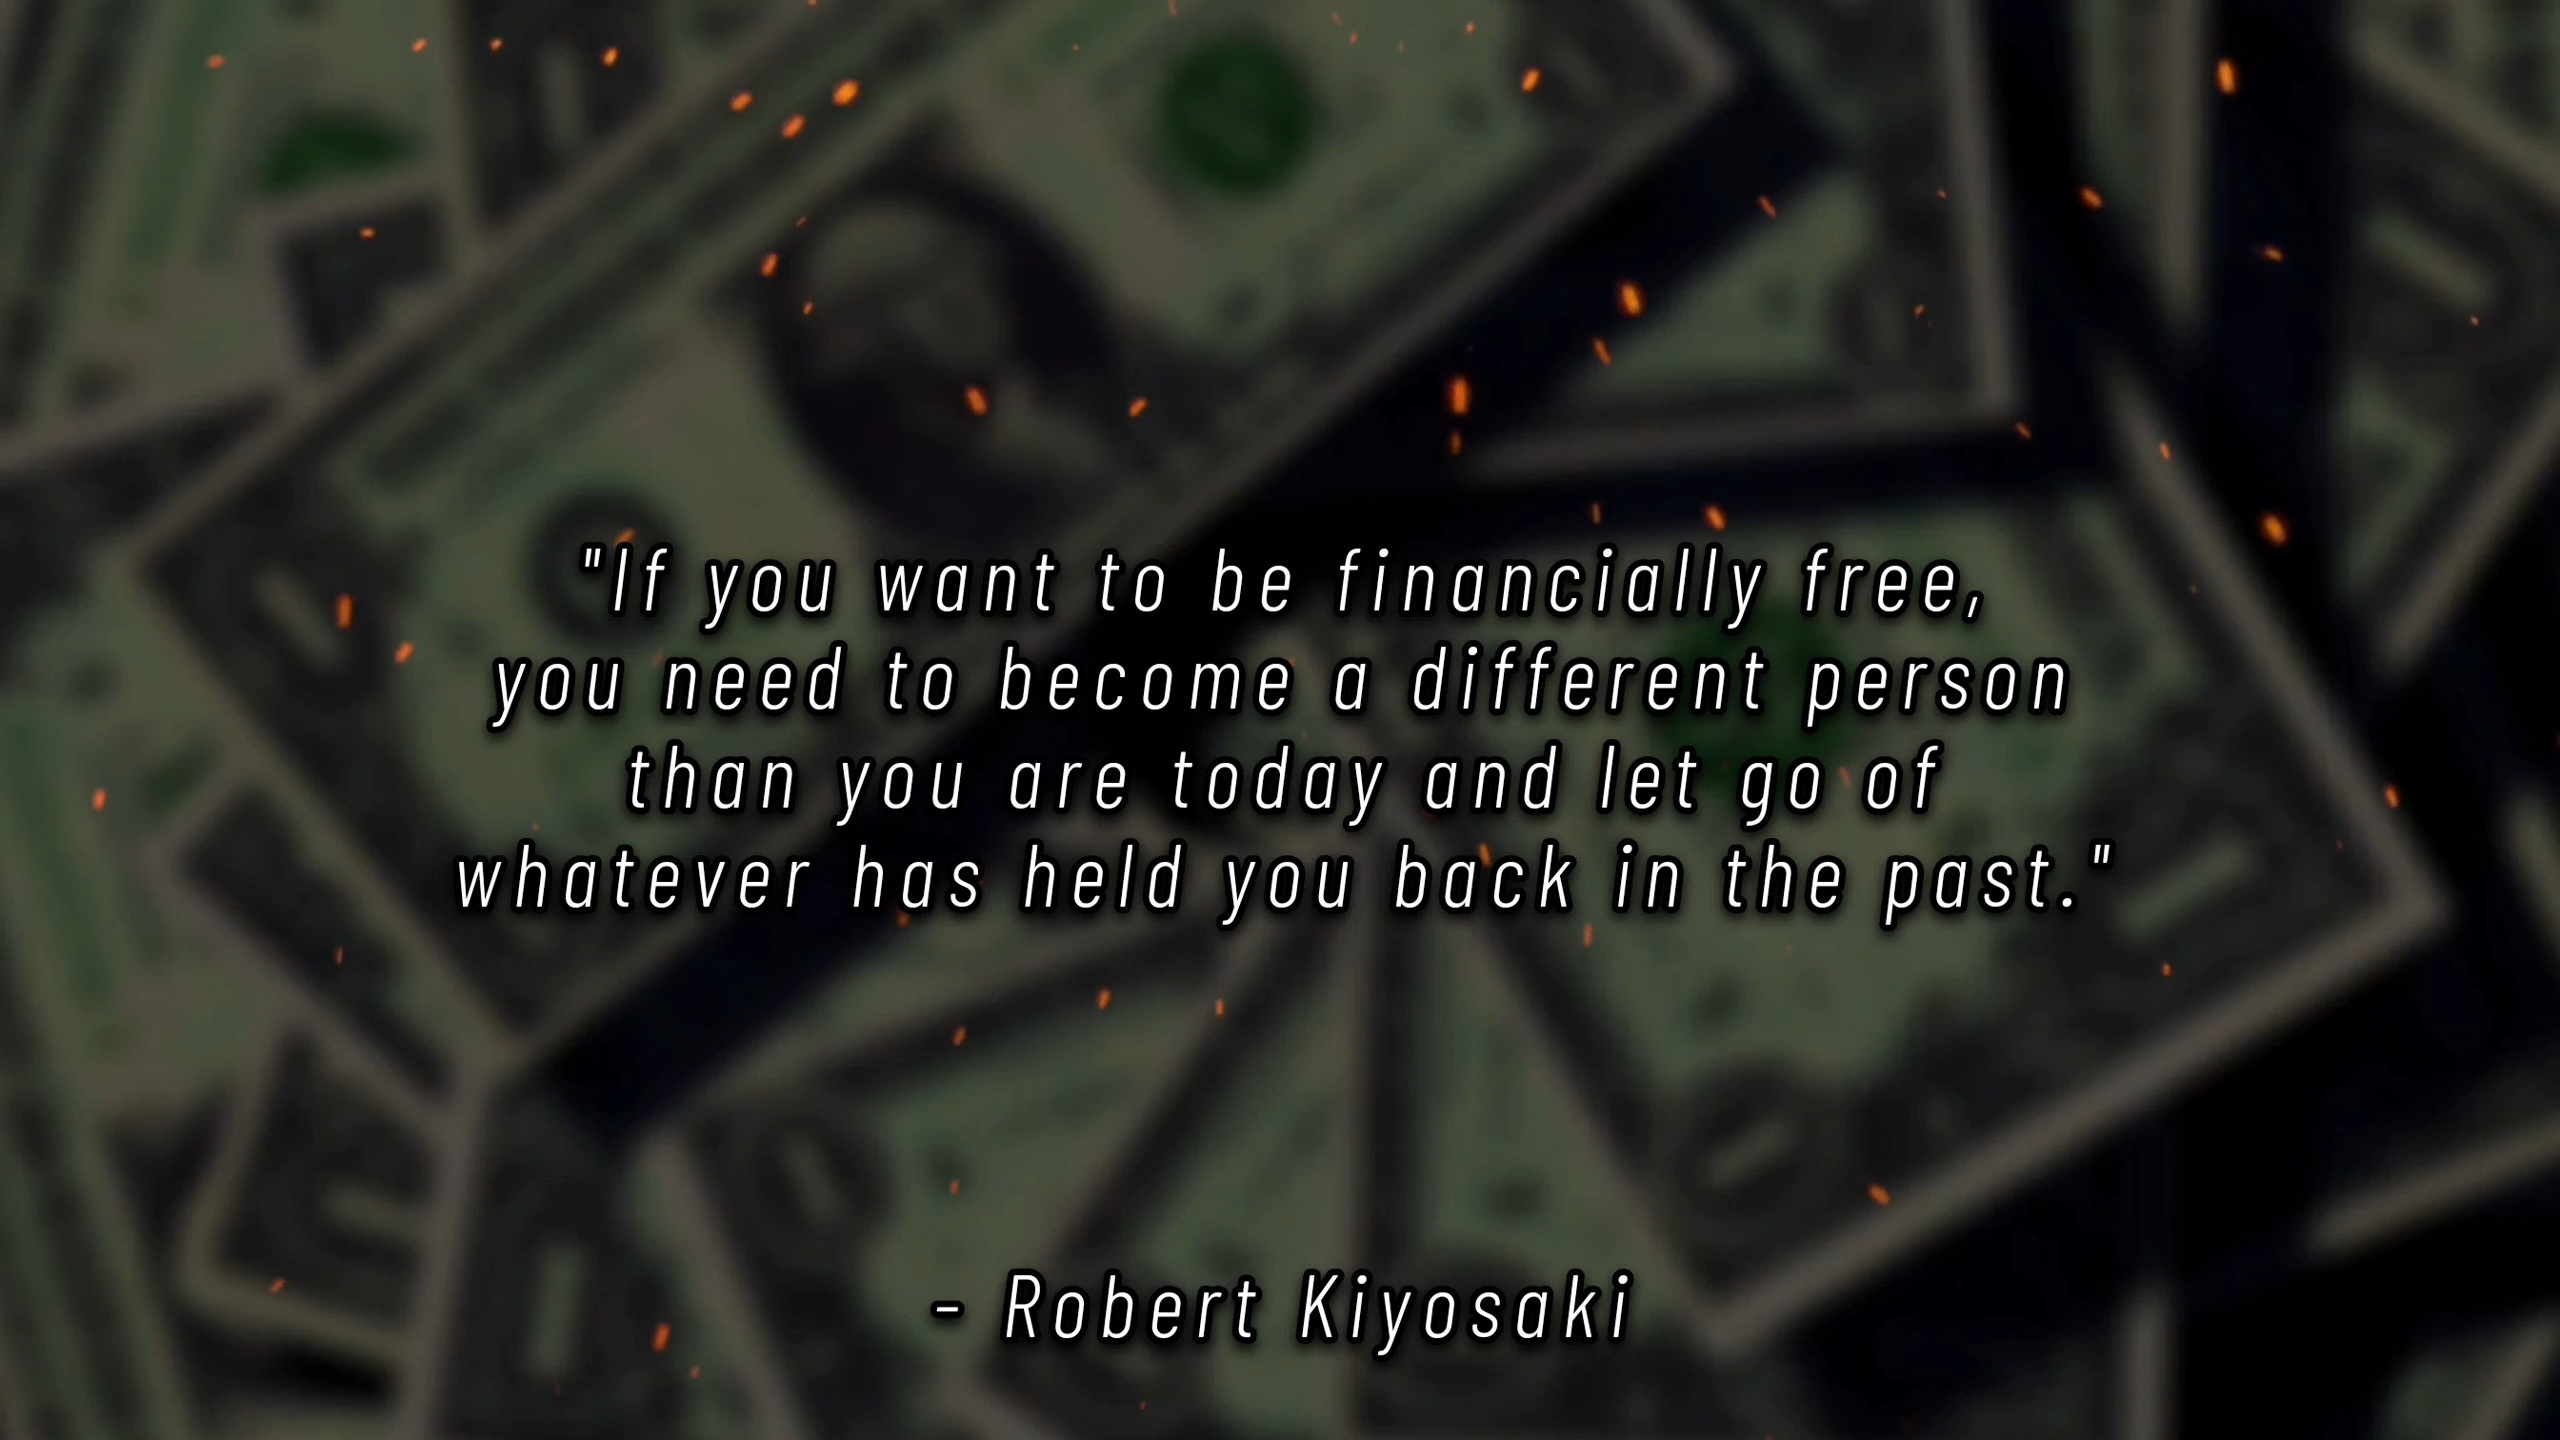 "If you want to be financially free,
you need to become a different person
than you are today and let go of
whatever has held you back in the past."
- Robert Kiyosaki